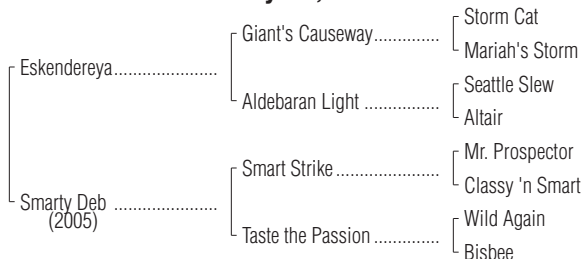 Storm Cat
Giant's Causeway...............
Mariah's Storm
Eskendereya.....................
Seattle Slew
Aldebaran Light ...............
Altair
Mr. Prospector
Smart Strike...................
Classy 'n Smart
Smarty Deb .....................
(2005)
Wild Again
Taste the Passion .............
Bisbee